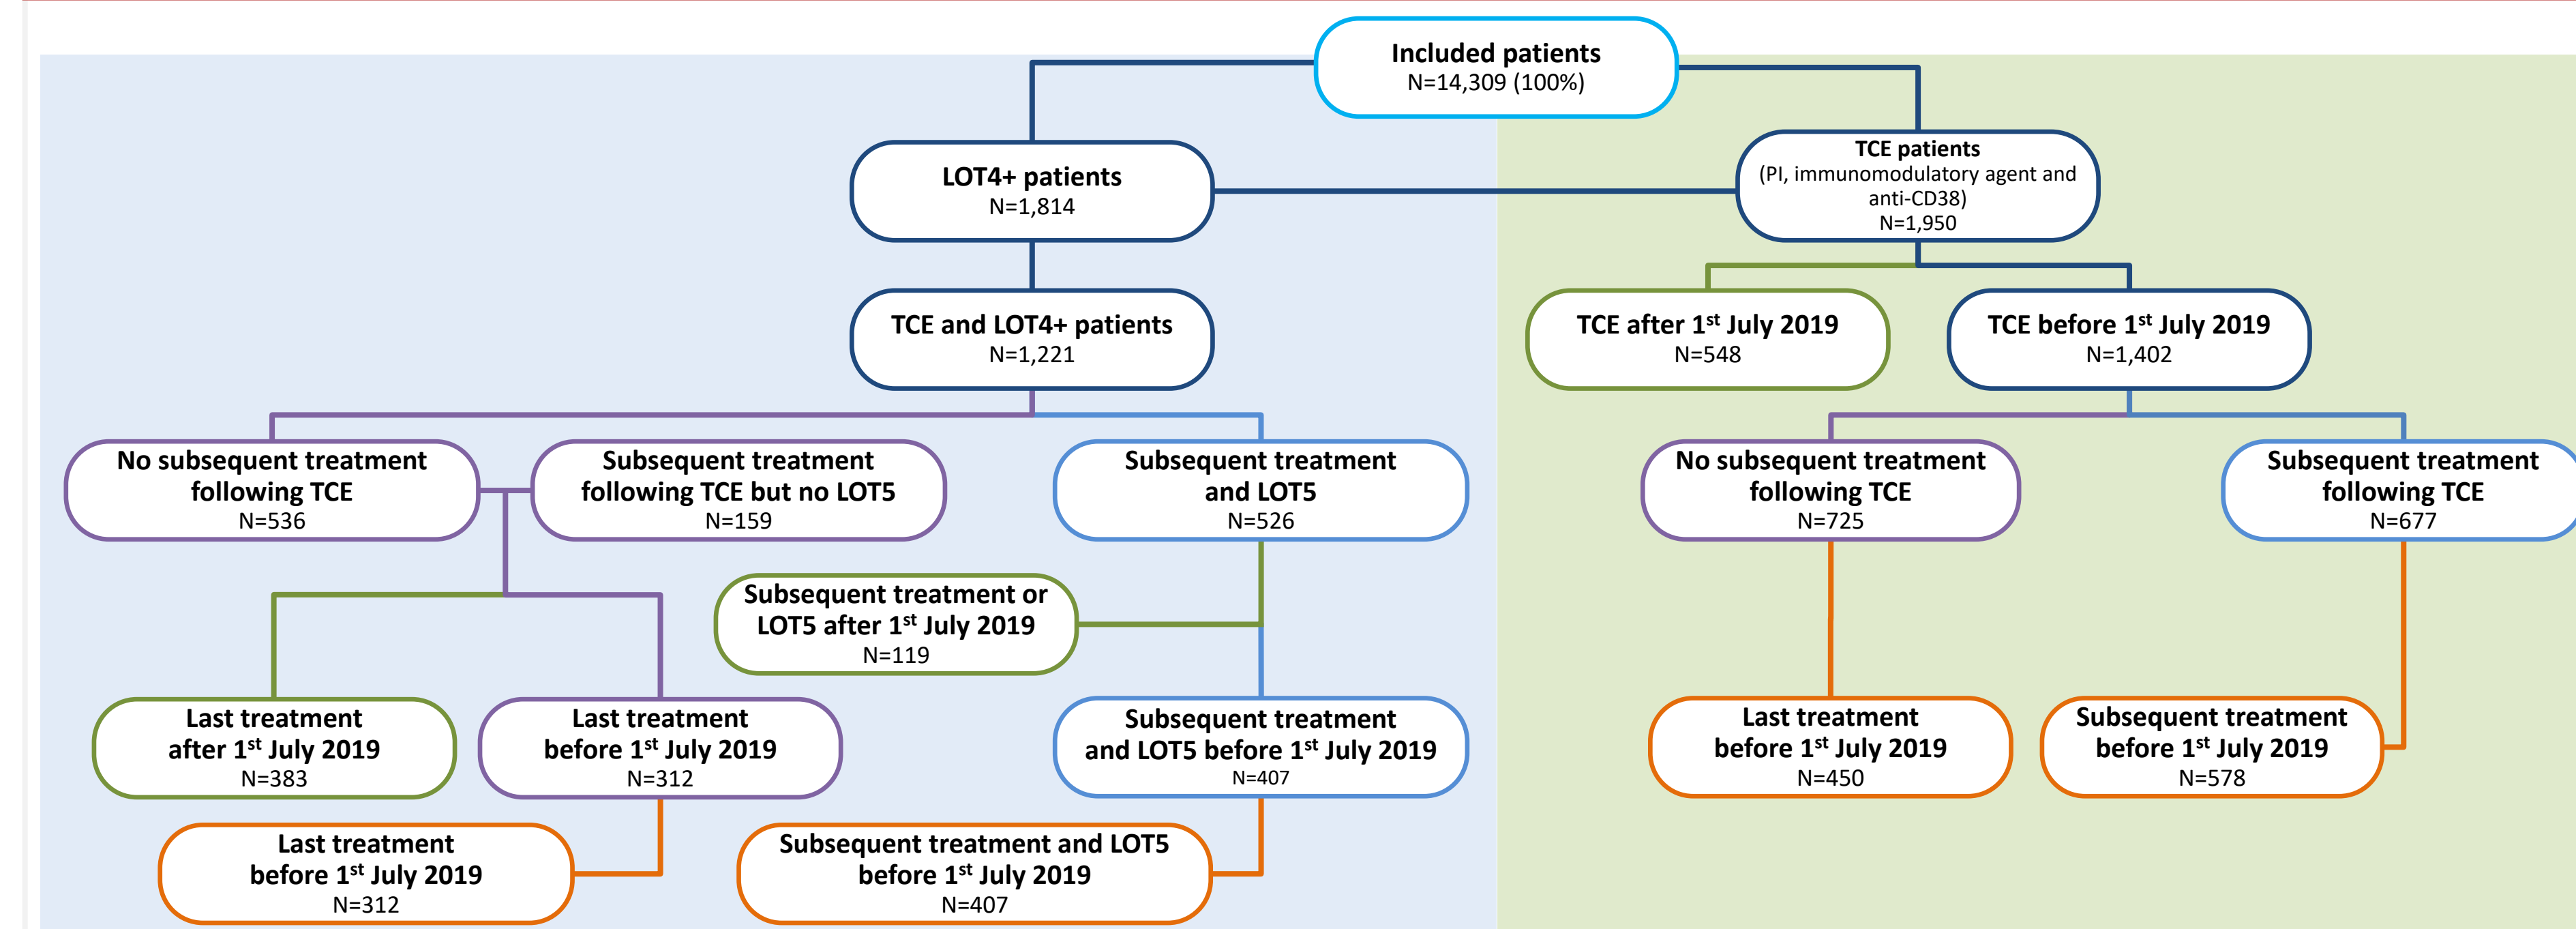 Included patients
N=14,309 (100%)
LOT4+ patients
N=1,814
TCE patients
(PI, immunomodulatory agent and
anti-CD38)
N=1,950
TCE and LOT4+ patients
N=1,221
TCE after 1st July 2019
N=548
TCE before 1st July 2019
N=1,402
No subsequent treatment
following TCE
N=536
Subsequent treatment
following TCE but no LOT5
N=159
Subsequent treatment
and LOT5
N=526
No subsequent treatment
following TCE
N=725
Subsequent treatment
following TCE
N=677
Subsequent treatment or
LOT5 after 1st July 2019
N=119
Last treatment
after 1st July 2019
N=383
Last treatment
before 1st July 2019
N=312
Subsequent treatment
and LOT5 before 1st July 2019
N=407
Last treatment
before 1st July 2019
N=450
Subsequent treatment
before 1st July 2019
N=578
Last treatment
before 1st July 2019
N=312
Subsequent treatment and LOT5
before 1st July 2019
N=407